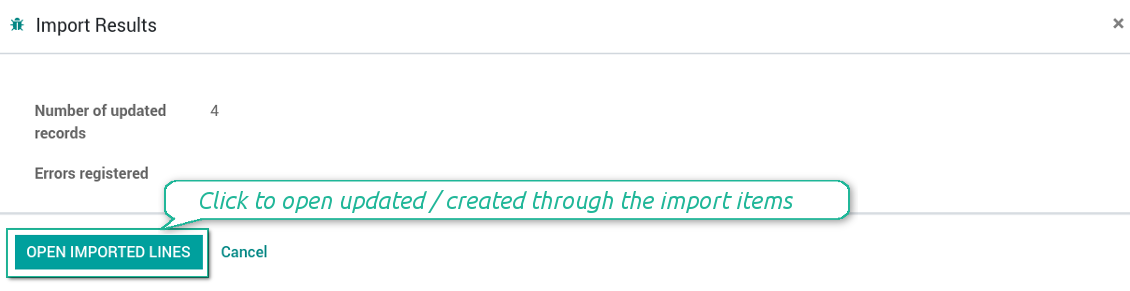 Import Results
×
Number of updated 4
records
Errors registered
Click to open updated / created through the import items
OPEN IMPORTED LINES Cancel